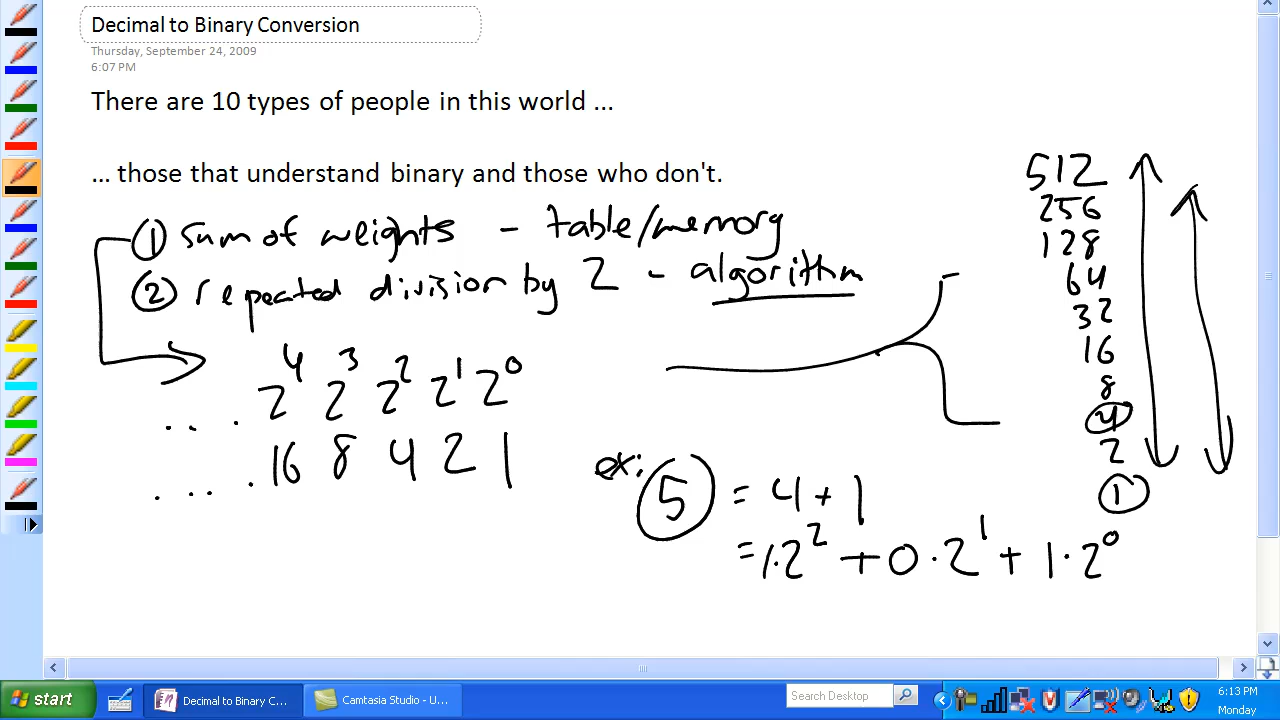 Decimal to Binary Conversion
Thursday, September 24, 2009
6:07 PM
There are 10 types of people in this world ...
... those that understand binary and those who don't.
① sum of weights - table/memory
② repeated division by 2 - algorithm
2⁴ 2³ 2² 2¹ 2⁰
.... 16 8 4 2 1
512
256
128
64
32
16
8
4
2
1
ex: 5 = 4 + 1
= 1·2² + 0·2¹ + 1·2⁰
start
Decimal to Binary C...
Camtasia Studio - U...
Search Desktop
6:13 PM
Monday